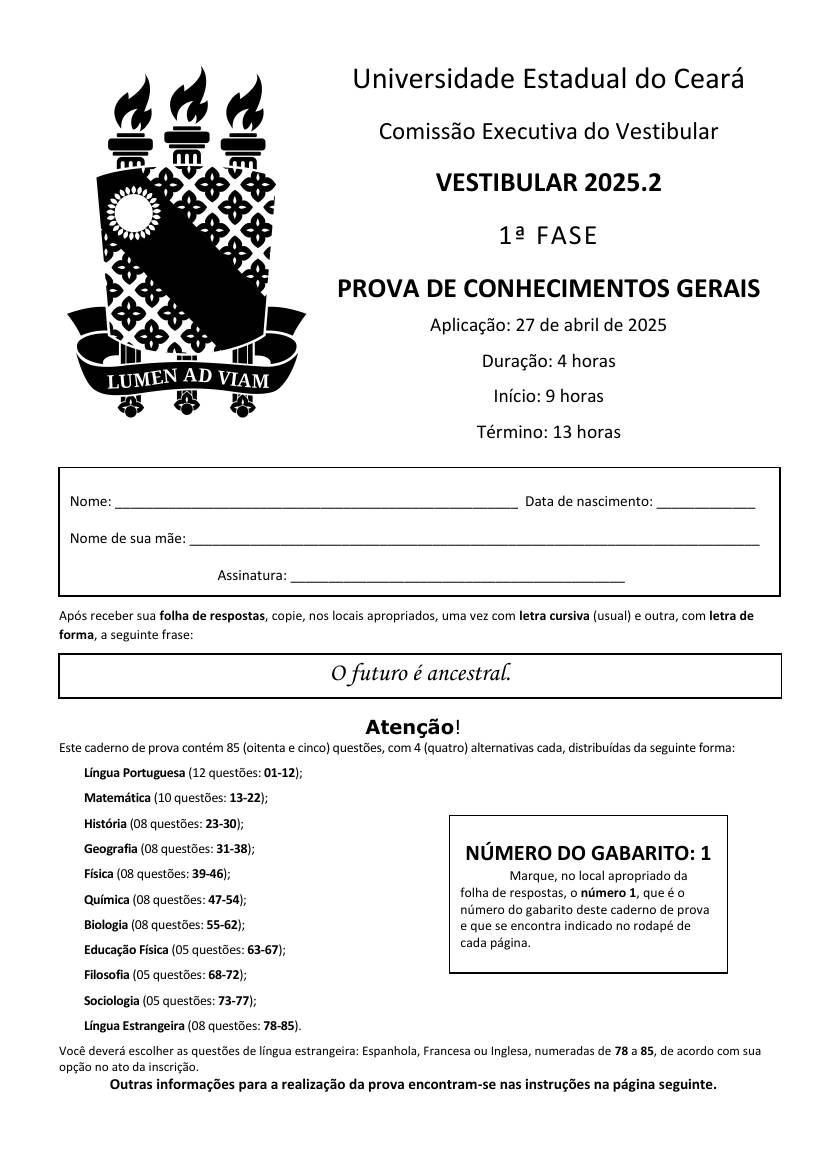 Universidade Estadual do Ceará
Comissão Executiva do Vestibular
VESTIBULAR 2025.2
1ª FASE
PROVA DE CONHECIMENTOS GERAIS
Aplicação: 27 de abril de 2025
Duração: 4 horas
Início: 9 horas
Término: 13 horas
LUMEN AD VIAM
Nome: ______________________________________________________ Data de nascimento: _____________
Nome de sua mãe: ____________________________________________________________________________
Assinatura: _____________________________________________
Após receber sua folha de respostas, copie, nos locais apropriados, uma vez com letra cursiva (usual) e outra, com letra de
forma, a seguinte frase:
O futuro é ancestral.
Atenção!
Este caderno de prova contém 85 (oitenta e cinco) questões, com 4 (quatro) alternativas cada, distribuídas da seguinte forma:
Língua Portuguesa (12 questões: 01-12);
Matemática (10 questões: 13-22);
História (08 questões: 23-30);
Geografia (08 questões: 31-38);
Física (08 questões: 39-46);
Química (08 questões: 47-54);
Biologia (08 questões: 55-62);
Educação Física (05 questões: 63-67);
Filosofia (05 questões: 68-72);
Sociologia (05 questões: 73-77);
Língua Estrangeira (08 questões: 78-85).
NÚMERO DO GABARITO: 1
Marque, no local apropriado da
folha de respostas, o número 1, que é o
número do gabarito deste caderno de prova
e que se encontra indicado no rodapé de
cada página.
Você deverá escolher as questões de língua estrangeira: Espanhola, Francesa ou Inglesa, numeradas de 78 a 85, de acordo com sua
opção no ato da inscrição.
Outras informações para a realização da prova encontram-se nas instruções na página seguinte.